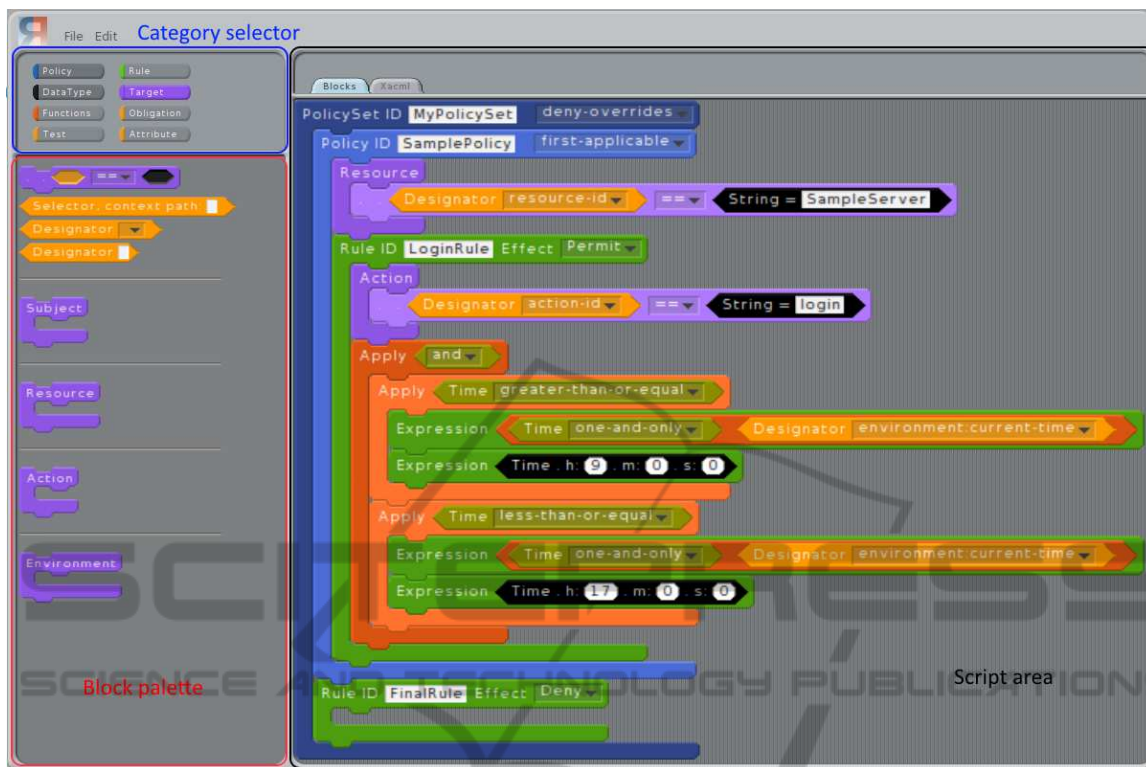 File Edit Category selector
Policy Rule
DataType Target
Functions Obligation
Test Attribute
==
Selector, context path
Designator
Designator
Subject
Resource
Action
Environment
Block palette
Blocks Xacml
PolicySet ID MyPolicySet deny-overrides
Policy ID SamplePolicy first-applicable
Resource
Designator resource-id == String = SampleServer
Rule ID LoginRule Effect Permit
Action
Designator action-id == String = login
Apply and
Apply Time greater-than-or-equal
Expression Time one-and-only Designator environment:current-time
Expression Time . h: 9 . m: 0 . s: 0
Apply Time less-than-or-equal
Expression Time one-and-only Designator environment:current-time
Expression Time . h: 17 . m: 0 . s: 0
Rule ID FinalRule Effect Deny
Script area
SCITEPRESS
SCIENCE AND TECHNOLOGY PUBLICATION